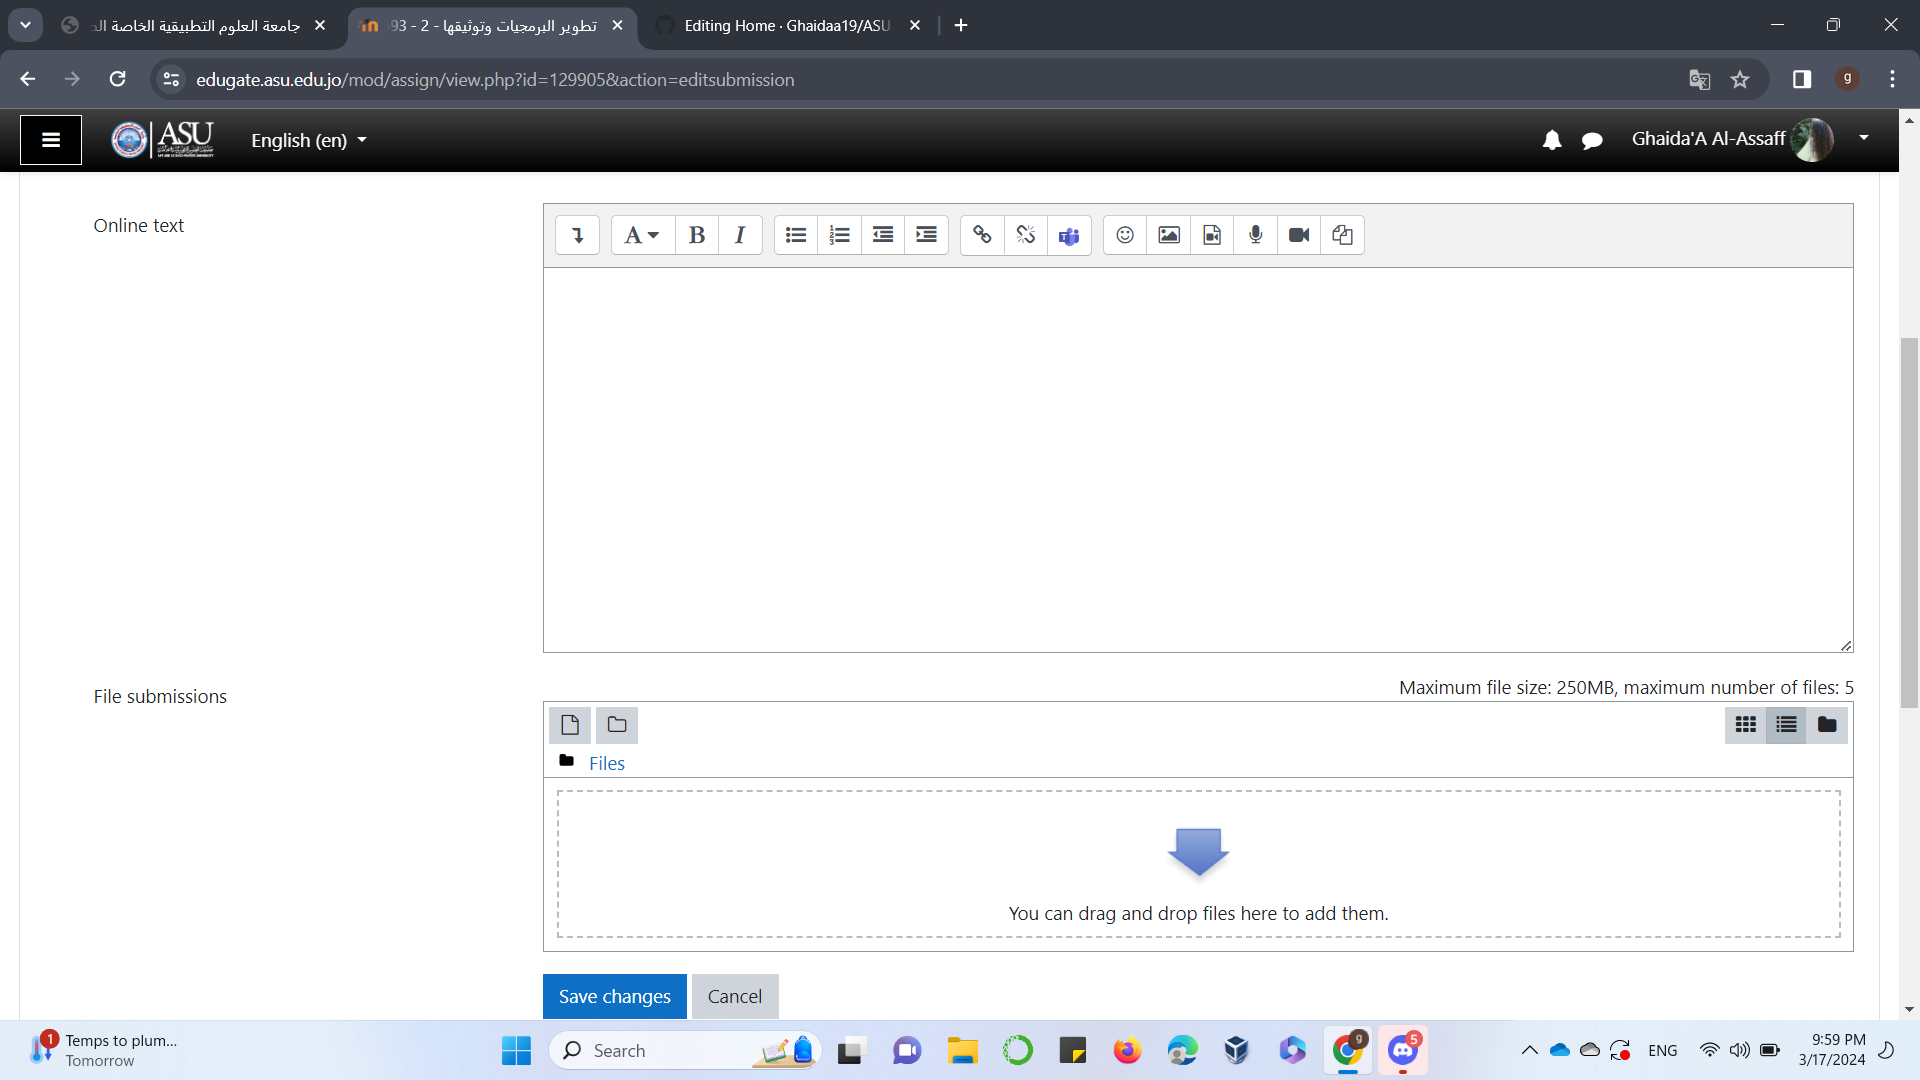 جامعة العلوم التطبيقية الخاصة
تطوير البرمجيات وتوثيقها - 2 - 93
Editing Home · Ghaidaa19/ASU
edugate.asu.edu.jo/mod/assign/view.php?id=129905&action=editsubmission
g
ASU
English (en)
Ghaida'A Al-Assaff
Online text
A
B
I
File submissions
Maximum file size: 250MB, maximum number of files: 5
Files
You can drag and drop files here to add them.
Save changes
Cancel
1
Temps to plum...
Tomorrow
Search
g
5
ENG
9:59 PM
3/17/2024